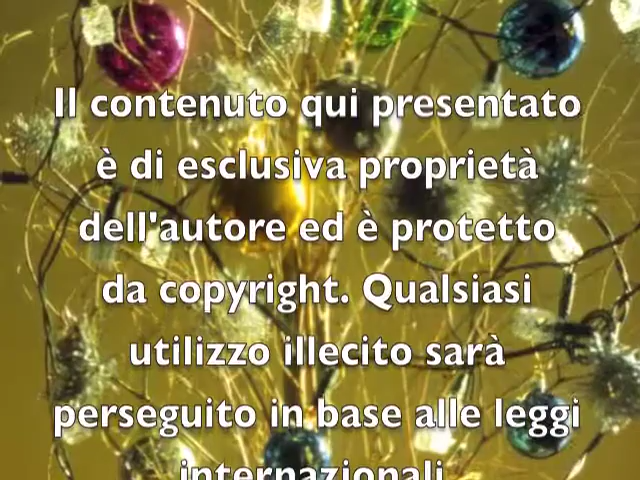 Il contenuto qui presentato
è di esclusiva proprietà
dell'autore ed è protetto
da copyright. Qualsiasi
utilizzo illecito sarà
perseguito in base alle leggi
internazionali